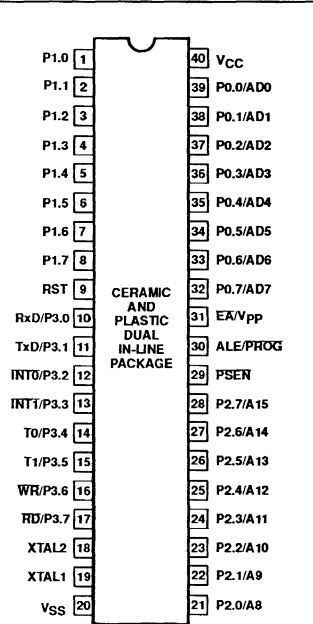 P1.0 1 40 VCC
P1.1 2 39 P0.0/AD0
P1.2 3 38 P0.1/AD1
P1.3 4 37 P0.2/AD2
P1.4 5 36 P0.3/AD3
P1.5 6 35 P0.4/AD4
P1.6 7 34 P0.5/AD5
P1.7 8 33 P0.6/AD6
RST 9 32 P0.7/AD7
RxD/P3.0 10 31 E̅A̅/VPP
TxD/P3.1 11 30 ALE/P̅R̅O̅G̅
I̅N̅T̅0̅/P3.2 12 29 P̅S̅E̅N̅
I̅N̅T̅1̅/P3.3 13 28 P2.7/A15
T0/P3.4 14 27 P2.6/A14
T1/P3.5 15 26 P2.5/A13
W̅R̅/P3.6 16 25 P2.4/A12
R̅D̅/P3.7 17 24 P2.3/A11
XTAL2 18 23 P2.2/A10
XTAL1 19 22 P2.1/A9
VSS 20 21 P2.0/A8
CERAMIC
AND
PLASTIC
DUAL
IN-LINE
PACKAGE